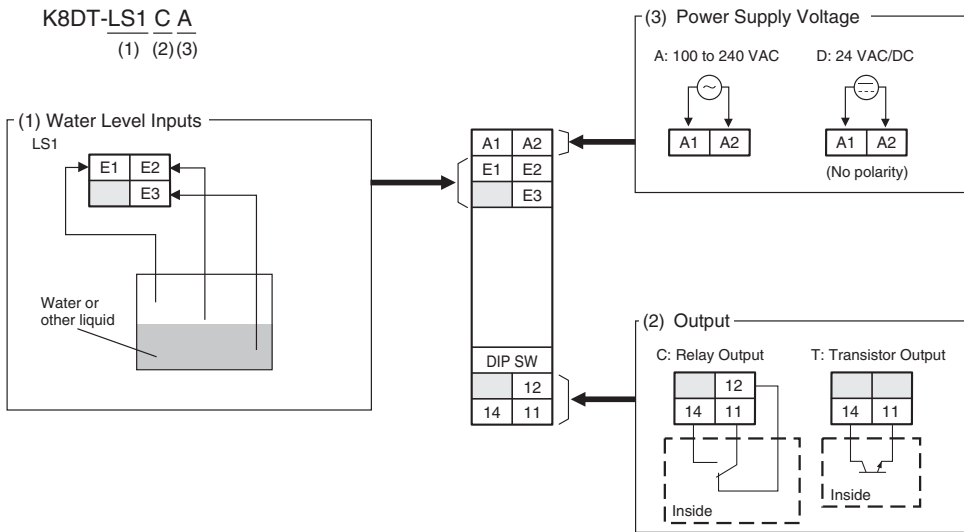 K8DT-LS1 C A
(1) (2) (3)
(1) Water Level Inputs
LS1
E1 E2
E3
Water or
other liquid
A1 A2
E1 E2
E3
DIP SW
12
14 11
(3) Power Supply Voltage
A: 100 to 240 VAC
D: 24 VAC/DC
A1 A2
A1 A2
(No polarity)
(2) Output
C: Relay Output
T: Transistor Output
12
14 11
14 11
Inside
Inside